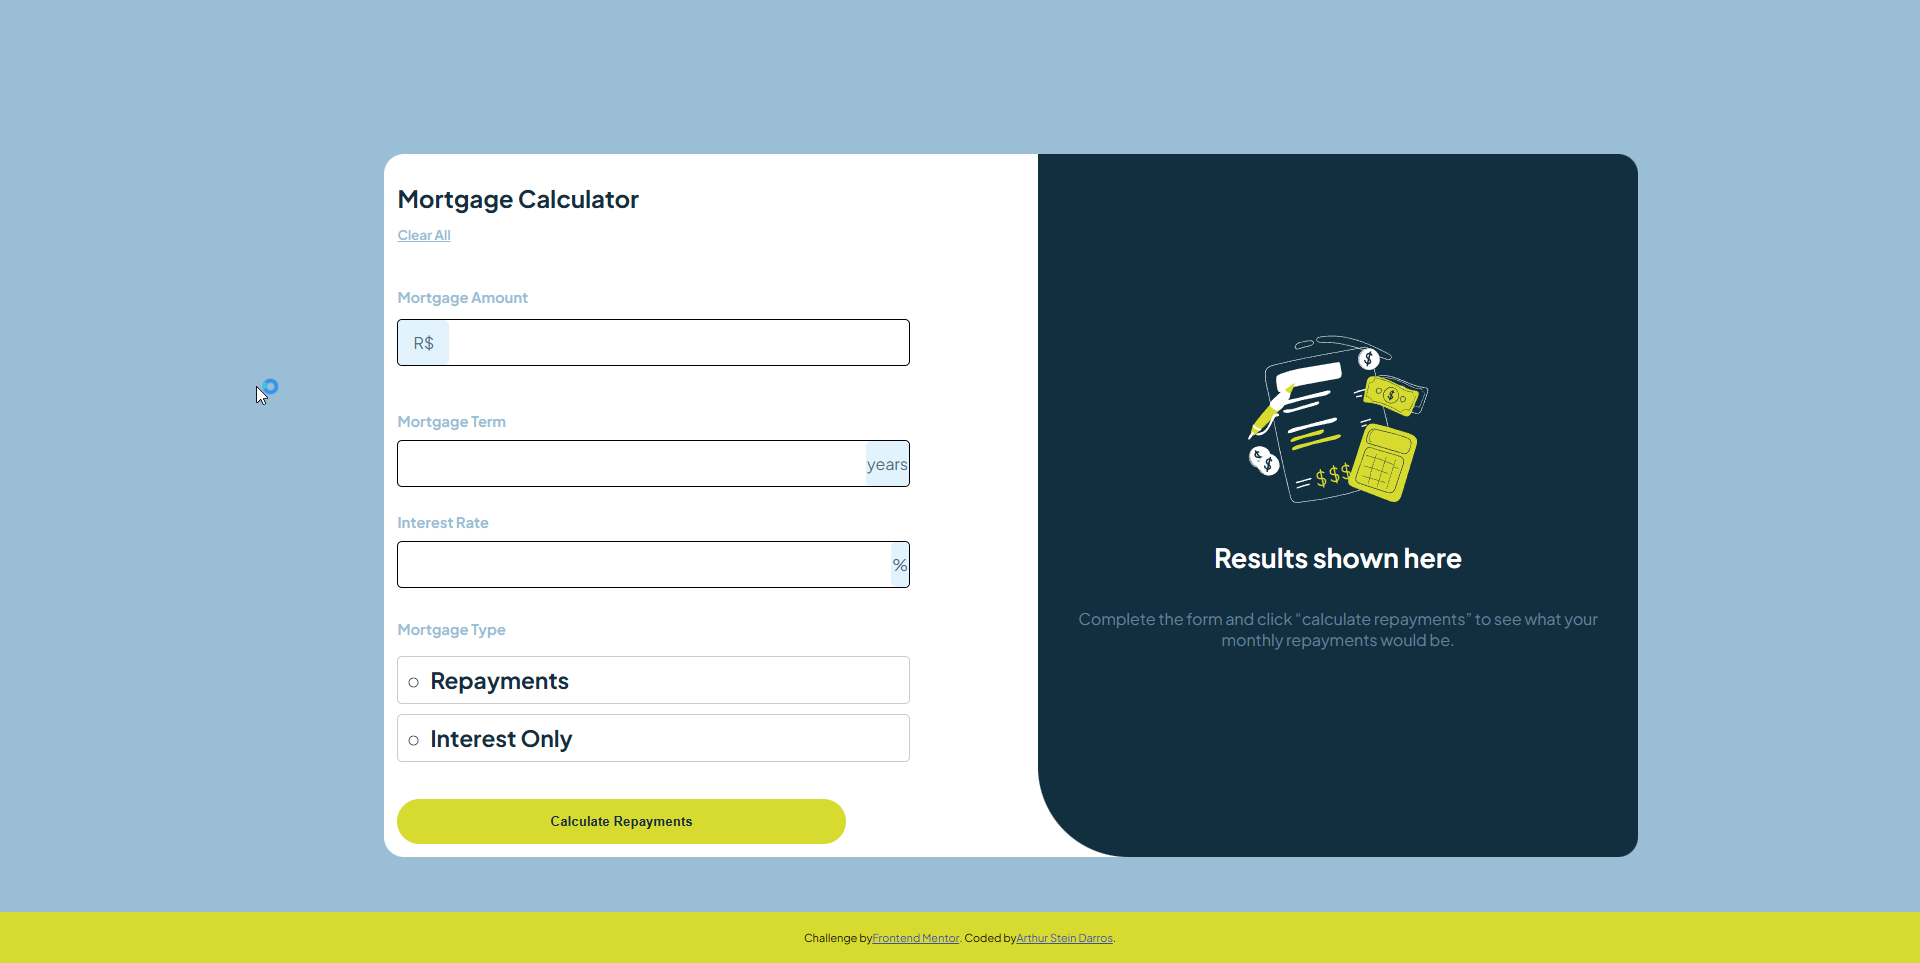 Mortgage Calculator
Clear All
Mortgage Amount
R$
Mortgage Term
years
Interest Rate
%
Mortgage Type
Repayments
Interest Only
Calculate Repayments
$
$
$
$
$$$
Results shown here
Complete the form and click “calculate repayments” to see what your
monthly repayments would be.
Challenge byFrontend Mentor. Coded byArthur Stein Darros.